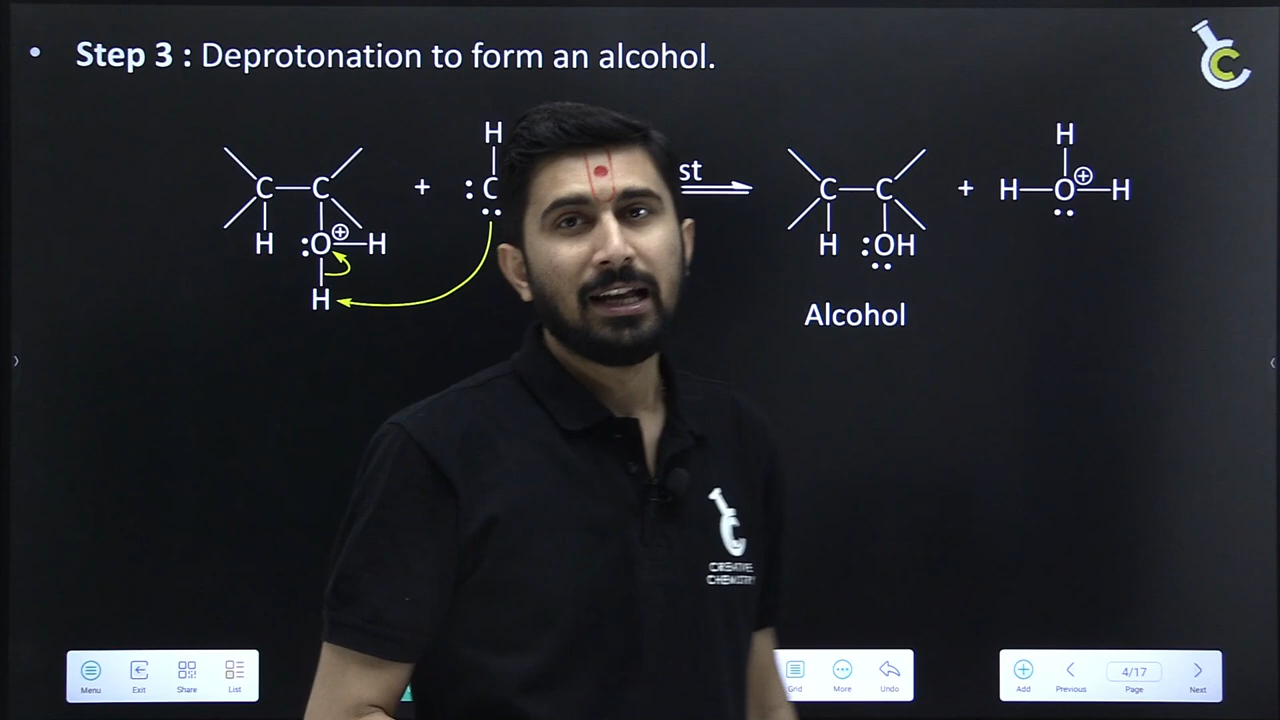 • Step 3 : Deprotonation to form an alcohol.
H H
C—C + :C st C—C + H—O⊕—H
H :O⊕—H H :OH
H Alcohol
CREATIVE
CHEMISTRY
Menu Exit Share List Grid More Undo Add Previous 4/17 Page Next